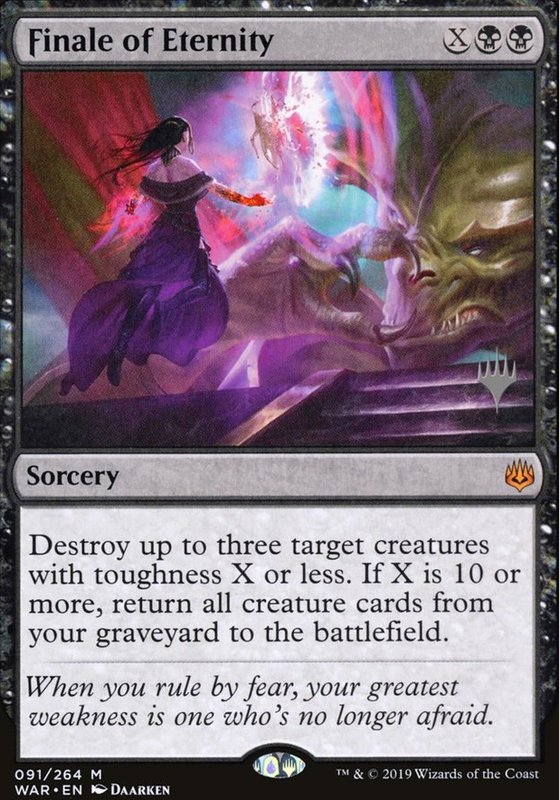 Finale of Eternity X
Sorcery
Destroy up to three target creatures
with toughness X or less. If X is 10 or
more, return all creature cards from
your graveyard to the battlefield.
When you rule by fear, your greatest
weakness is one who's no longer afraid.
091/264 M
WAR • EN Daarken
™ & © 2019 Wizards of the Coast